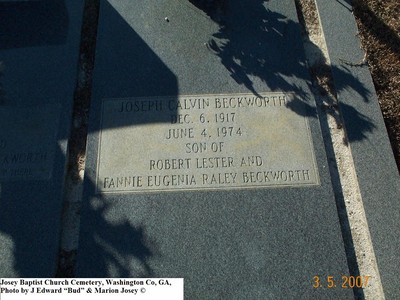 JOSEPH CALVIN BECKWORTH
DEC. 6, 1917
JUNE 4, 1974
SON OF
ROBERT LESTER AND
FANNIE EUGENIA RALEY BECKWORTH
3. 5. 2007
Josey Baptist Church Cemetery, Washington Co, GA,
Photo by J Edward “Bud” & Marion Josey ©